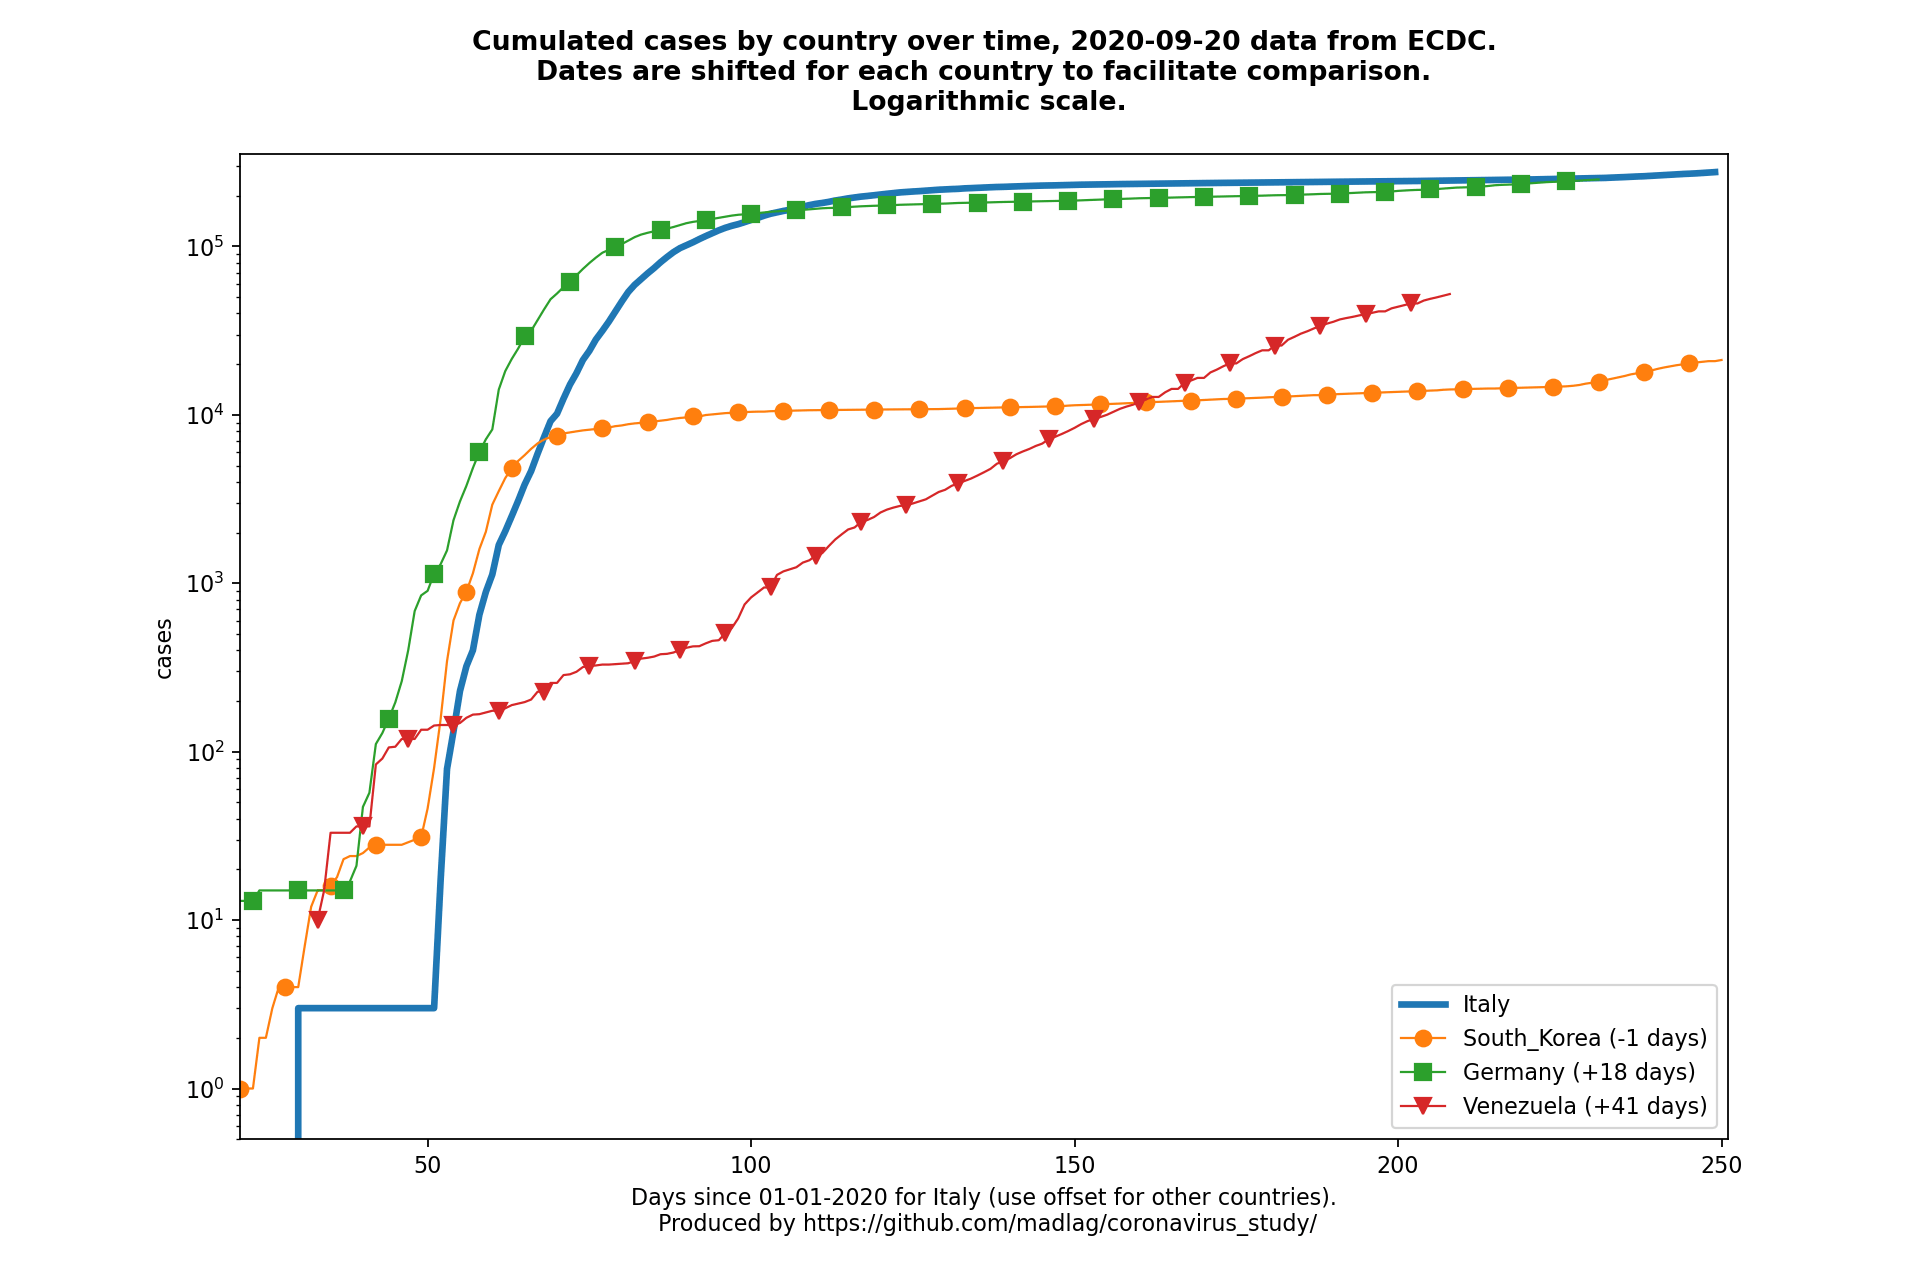 Cumulated cases by country over time, 2020-09-20 data from ECDC.
Dates are shifted for each country to facilitate comparison.
Logarithmic scale.
cases
10^5
10^4
10^3
10^2
10^1
10^0
50 100 150 200 250
Italy
South_Korea (-1 days)
Germany (+18 days)
Venezuela (+41 days)
Days since 01-01-2020 for Italy (use offset for other countries).
Produced by https://github.com/madlag/coronavirus_study/